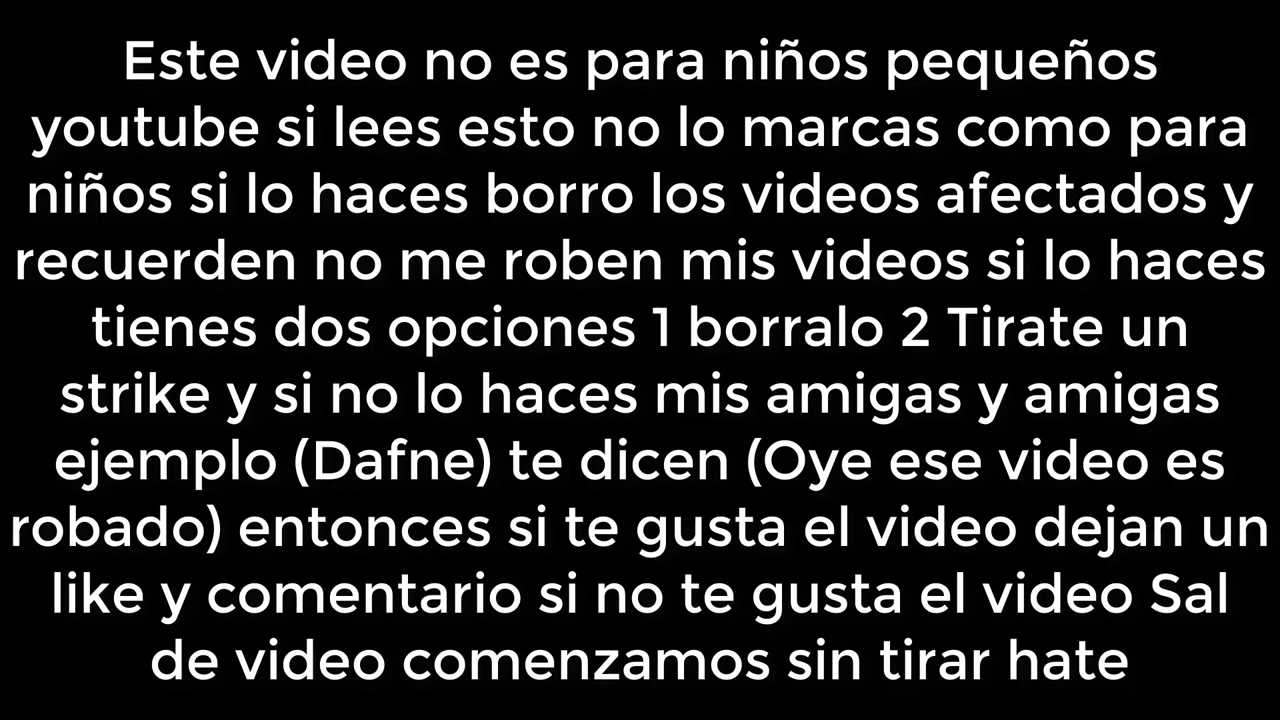 Este video no es para niños pequeños
youtube si lees esto no lo marcas como para
niños si lo haces borro los videos afectados y
recuerden no me roben mis videos si lo haces
tienes dos opciones 1 borralo 2 Tirate un
strike y si no lo haces mis amigas y amigas
ejemplo (Dafne) te dicen (Oye ese video es
robado) entonces si te gusta el video dejan un
like y comentario si no te gusta el video Sal
de video comenzamos sin tirar hate